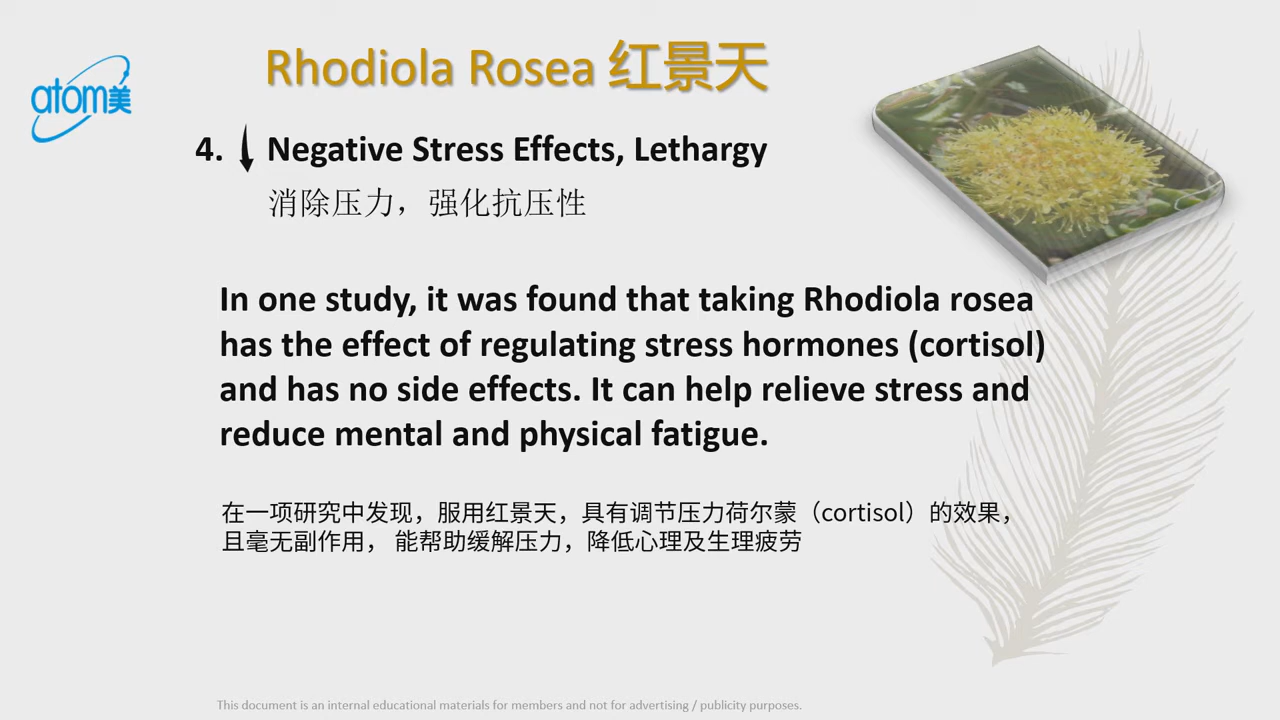 Rhodiola Rosea 红景天
atom美
4. Negative Stress Effects, Lethargy
消除压力，强化抗压性
In one study, it was found that taking Rhodiola rosea
has the effect of regulating stress hormones (cortisol)
and has no side effects. It can help relieve stress and
reduce mental and physical fatigue.
在一项研究中发现，服用红景天，具有调节压力荷尔蒙（cortisol）的效果，
且毫无副作用， 能帮助缓解压力，降低心理及生理疲劳
This document is an internal educational materials for members and not for advertising / publicity purposes.